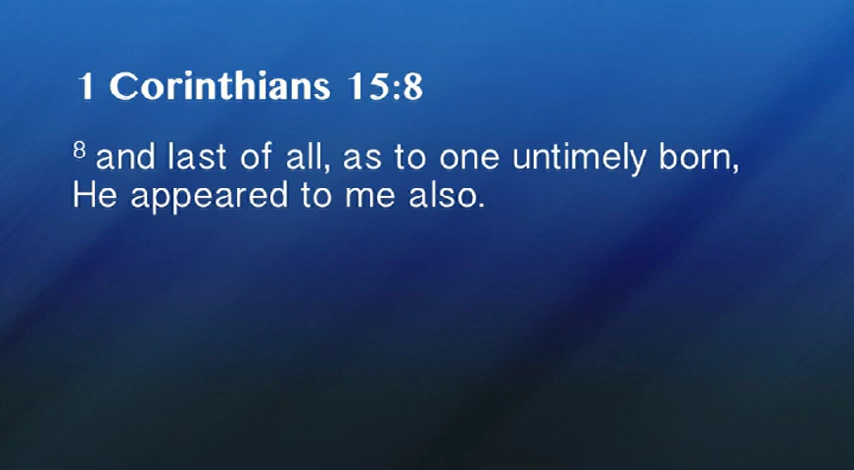 1 Corinthians 15:8
8 and last of all, as to one untimely born,
He appeared to me also.